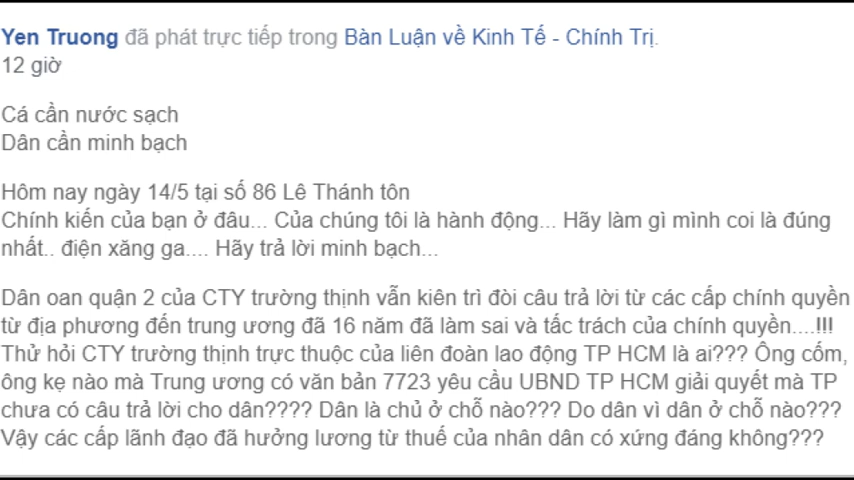 Yen Truong đã phát trực tiếp trong Bàn Luận về Kinh Tế - Chính Trị.
12 giờ
Cá cần nước sạch
Dân cần minh bạch
Hôm nay ngày 14/5 tại số 86 Lê Thánh tôn
Chính kiến của bạn ở đâu... Của chúng tôi là hành động... Hãy làm gì mình coi là đúng
nhất.. điện xăng ga.... Hãy trả lời minh bạch...
Dân oan quận 2 của CTY trường thịnh vẫn kiên trì đòi câu trả lời từ các cấp chính quyền
từ địa phương đến trung ương đã 16 năm đã làm sai và tắc trách của chính quyền....!!!
Thử hỏi CTY trường thịnh trực thuộc của liên đoàn lao động TP HCM là ai??? Ông cốm,
ông kẹ nào mà Trung ương có văn bản 7723 yêu cầu UBND TP HCM giải quyết mà TP
chưa có câu trả lời cho dân???? Dân là chủ ở chỗ nào??? Do dân vì dân ở chỗ nào???
Vậy các cấp lãnh đạo đã hưởng lương từ thuế của nhân dân có xứng đáng không???